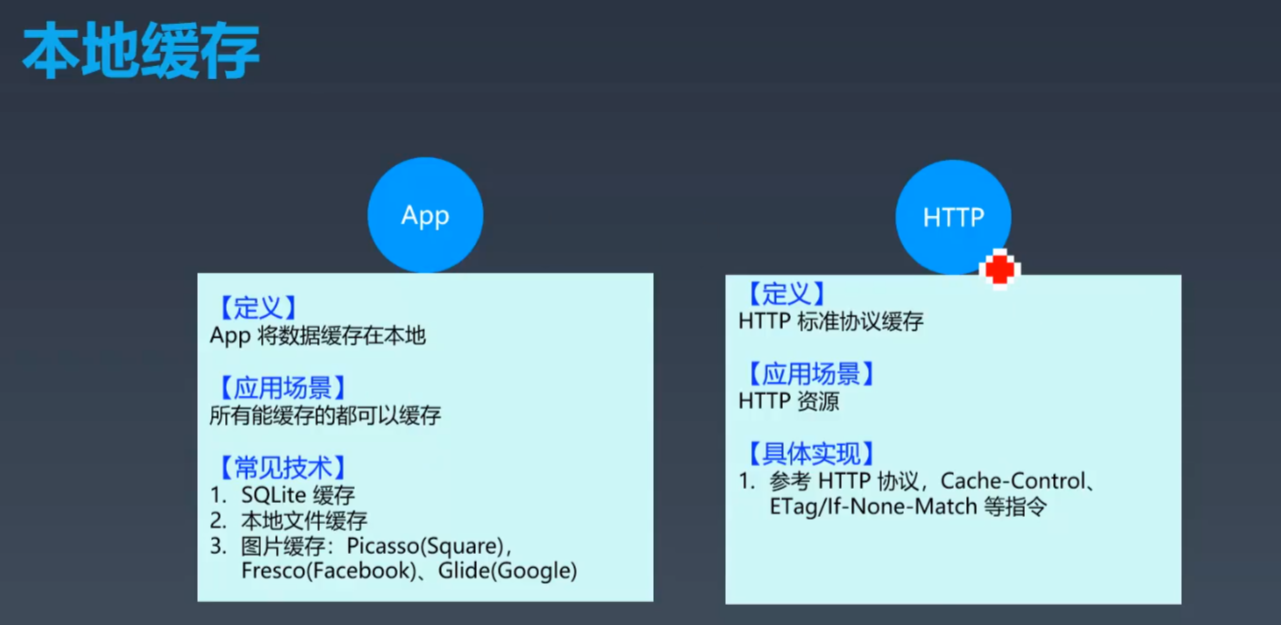 本地缓存
App
【定义】
App 将数据缓存在本地
【应用场景】
所有能缓存的都可以缓存
【常见技术】
1. SQLite 缓存
2. 本地文件缓存
3. 图片缓存：Picasso(Square)，
Fresco(Facebook)、Glide(Google)
HTTP
【定义】
HTTP 标准协议缓存
【应用场景】
HTTP 资源
【具体实现】
1. 参考 HTTP 协议，Cache-Control、
ETag/If-None-Match 等指令